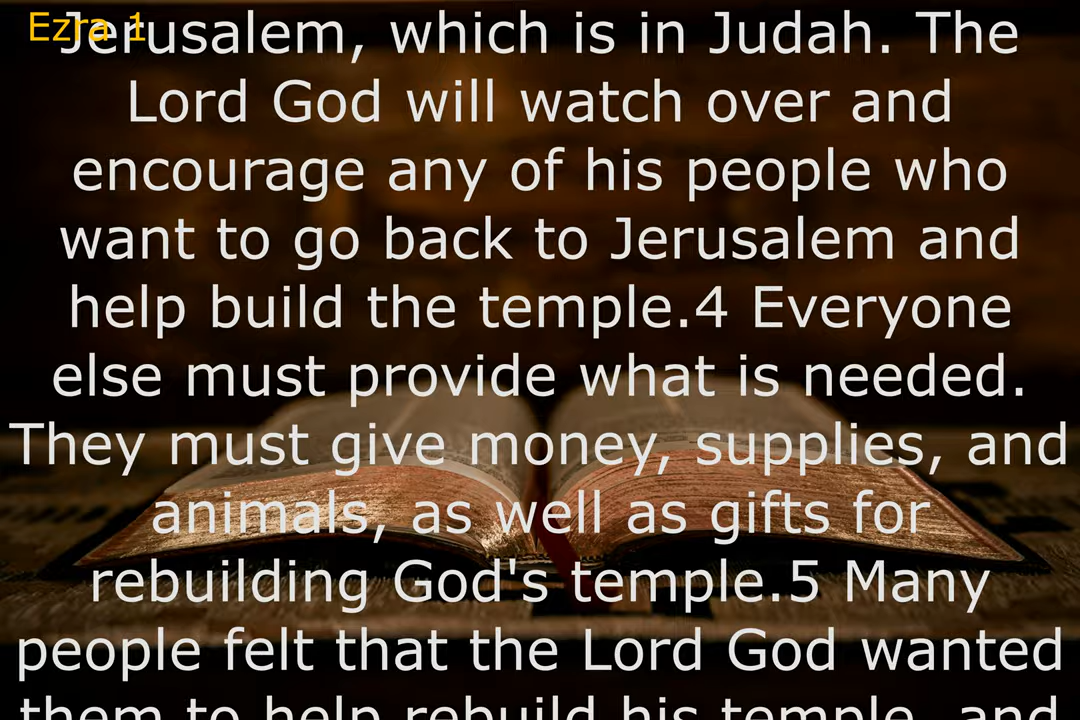 Ezra 1
Jerusalem, which is in Judah. The
Lord God will watch over and
encourage any of his people who
want to go back to Jerusalem and
help build the temple.4 Everyone
else must provide what is needed.
They must give money, supplies, and
animals, as well as gifts for
rebuilding God's temple.5 Many
people felt that the Lord God wanted
them to help rebuild his temple, and